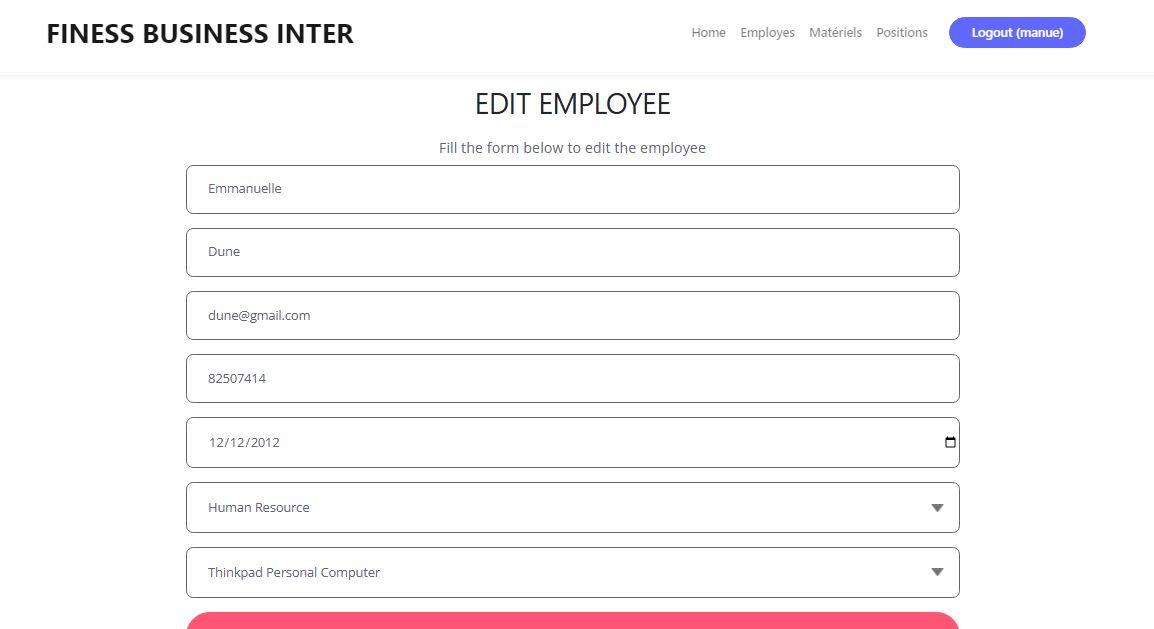 FINESS BUSINESS INTER
Home Employes Matériels Positions Logout (manue)
EDIT EMPLOYEE
Fill the form below to edit the employee
Emmanuelle
Dune
dune@gmail.com
82507414
12/12/2012
Human Resource
Thinkpad Personal Computer